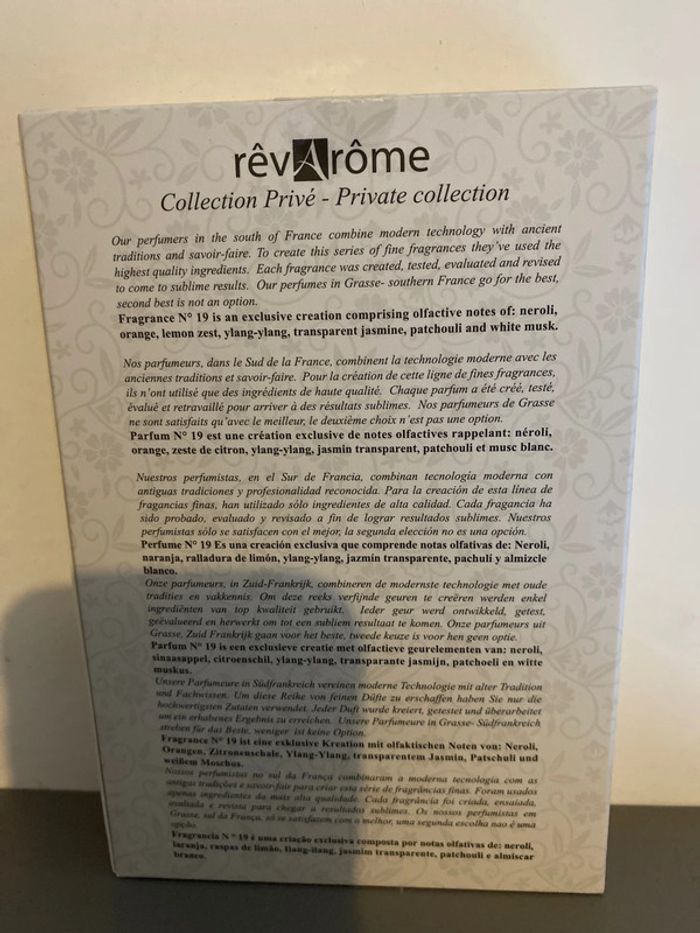 rêvArôme
Collection Privé - Private collection
Our perfumers in the south of France combine modern technology with ancient
traditions and savoir-faire. To create this series of fine fragrances they've used the
highest quality ingredients. Each fragrance was created, tested, evaluated and revised
to come to sublime results. Our perfumes in Grasse- southern France go for the best,
second best is not an option.
Fragrance N° 19 is an exclusive creation comprising olfactive notes of: neroli,
orange, lemon zest, ylang-ylang, transparent jasmine, patchouli and white musk.
Nos parfumeurs, dans le Sud de la France, combinent la technologie moderne avec les
anciennes traditions et savoir-faire. Pour la création de cette ligne de fines fragrances,
ils n'ont utilisé que des ingrédients de haute qualité. Chaque parfum a été créé, testé,
évalué et retravaillé pour arriver à des résultats sublimes. Nos parfumeurs de Grasse
ne sont satisfaits qu'avec le meilleur, le deuxième choix n'est pas une option.
Parfum N° 19 est une création exclusive de notes olfactives rappelant: néroli,
orange, zeste de citron, ylang-ylang, jasmin transparent, patchouli et musc blanc.
Nuestros perfumistas, en el Sur de Francia, combinan tecnología moderna con
antiguas tradiciones y profesionalidad reconocida. Para la creación de esta línea de
fragancias finas, han utilizado sólo ingredientes de alta calidad. Cada fragancia ha
sido probado, evaluado y revisado a fin de lograr resultados sublimes. Nuestros
perfumistas sólo se satisfacen con el mejor, la segunda elección no es una opción.
Perfume N° 19 Es una creación exclusiva que comprende notas olfativas de: Neroli,
naranja, ralladura de limón, ylang-ylang, jazmín transparente, pachulí y almizcle
blanco.
Onze parfumeurs, in Zuid-Frankrijk, combineren de modernste technologie met oude
tradities en vakkennis. Om deze reeks verfijnde geuren te creëren werden enkel
ingrediënten van top kwaliteit gebruikt. Ieder geur werd ontwikkeld, getest,
geëvalueerd en herwerkt om tot een subliem resultaat te komen. Onze parfumeurs uit
Grasse, Zuid Frankrijk gaan voor het beste, tweede keuze is voor hen geen optie.
Parfum N° 19 is een exclusieve creatie met olfactieve geurelementen van: neroli,
sinaasappel, citroenschil, ylang-ylang, transparante jasmijn, patchoeli en witte
muskus.
Unsere Parfumeure in Südfrankreich vereinen moderne Technologie mit alter Tradition
und Fachwissen. Um diese Reihe von feinen Düfte zu erschaffen haben Sie nur die
hochwertigsten Zutaten verwendet. Jeder Duft wurde kreiert, getestet und überarbeitet
um ein erhabenes Ergebnis zu erreichen. Unsere Parfumeure in Grasse- Südfrankreich
streben für das Beste, weniger ist keine Option.
Fragrance N° 19 ist eine exklusive Kreation mit olfaktischen Noten von: Neroli,
Orangen, Zitronenschale, Ylang-Ylang, transparentem Jasmin, Patschuli und
weißem Moschus.
Nossos perfumistas no sul da França combinaram a moderna tecnologia com as
antigas tradições e savoir-fair para criar esta série de fragrâncias finas. Foram usados
apenas ingredientes da mais alta qualidade. Cada fragrância foi criada, ensaiada,
avaliada e revista para chegar a resultados sublimes. Os nossos perfumistas em
Grasse, sul da França, só se satisfazem com o melhor, uma segunda escolha nao é uma
opção.
Fragrancia N ° 19 é uma criação exclusiva composta por notas olfativas de: neroli,
laranja, raspas de limão, Ilang-ilang, jasmim transparente, patchouli e almíscar
branco.